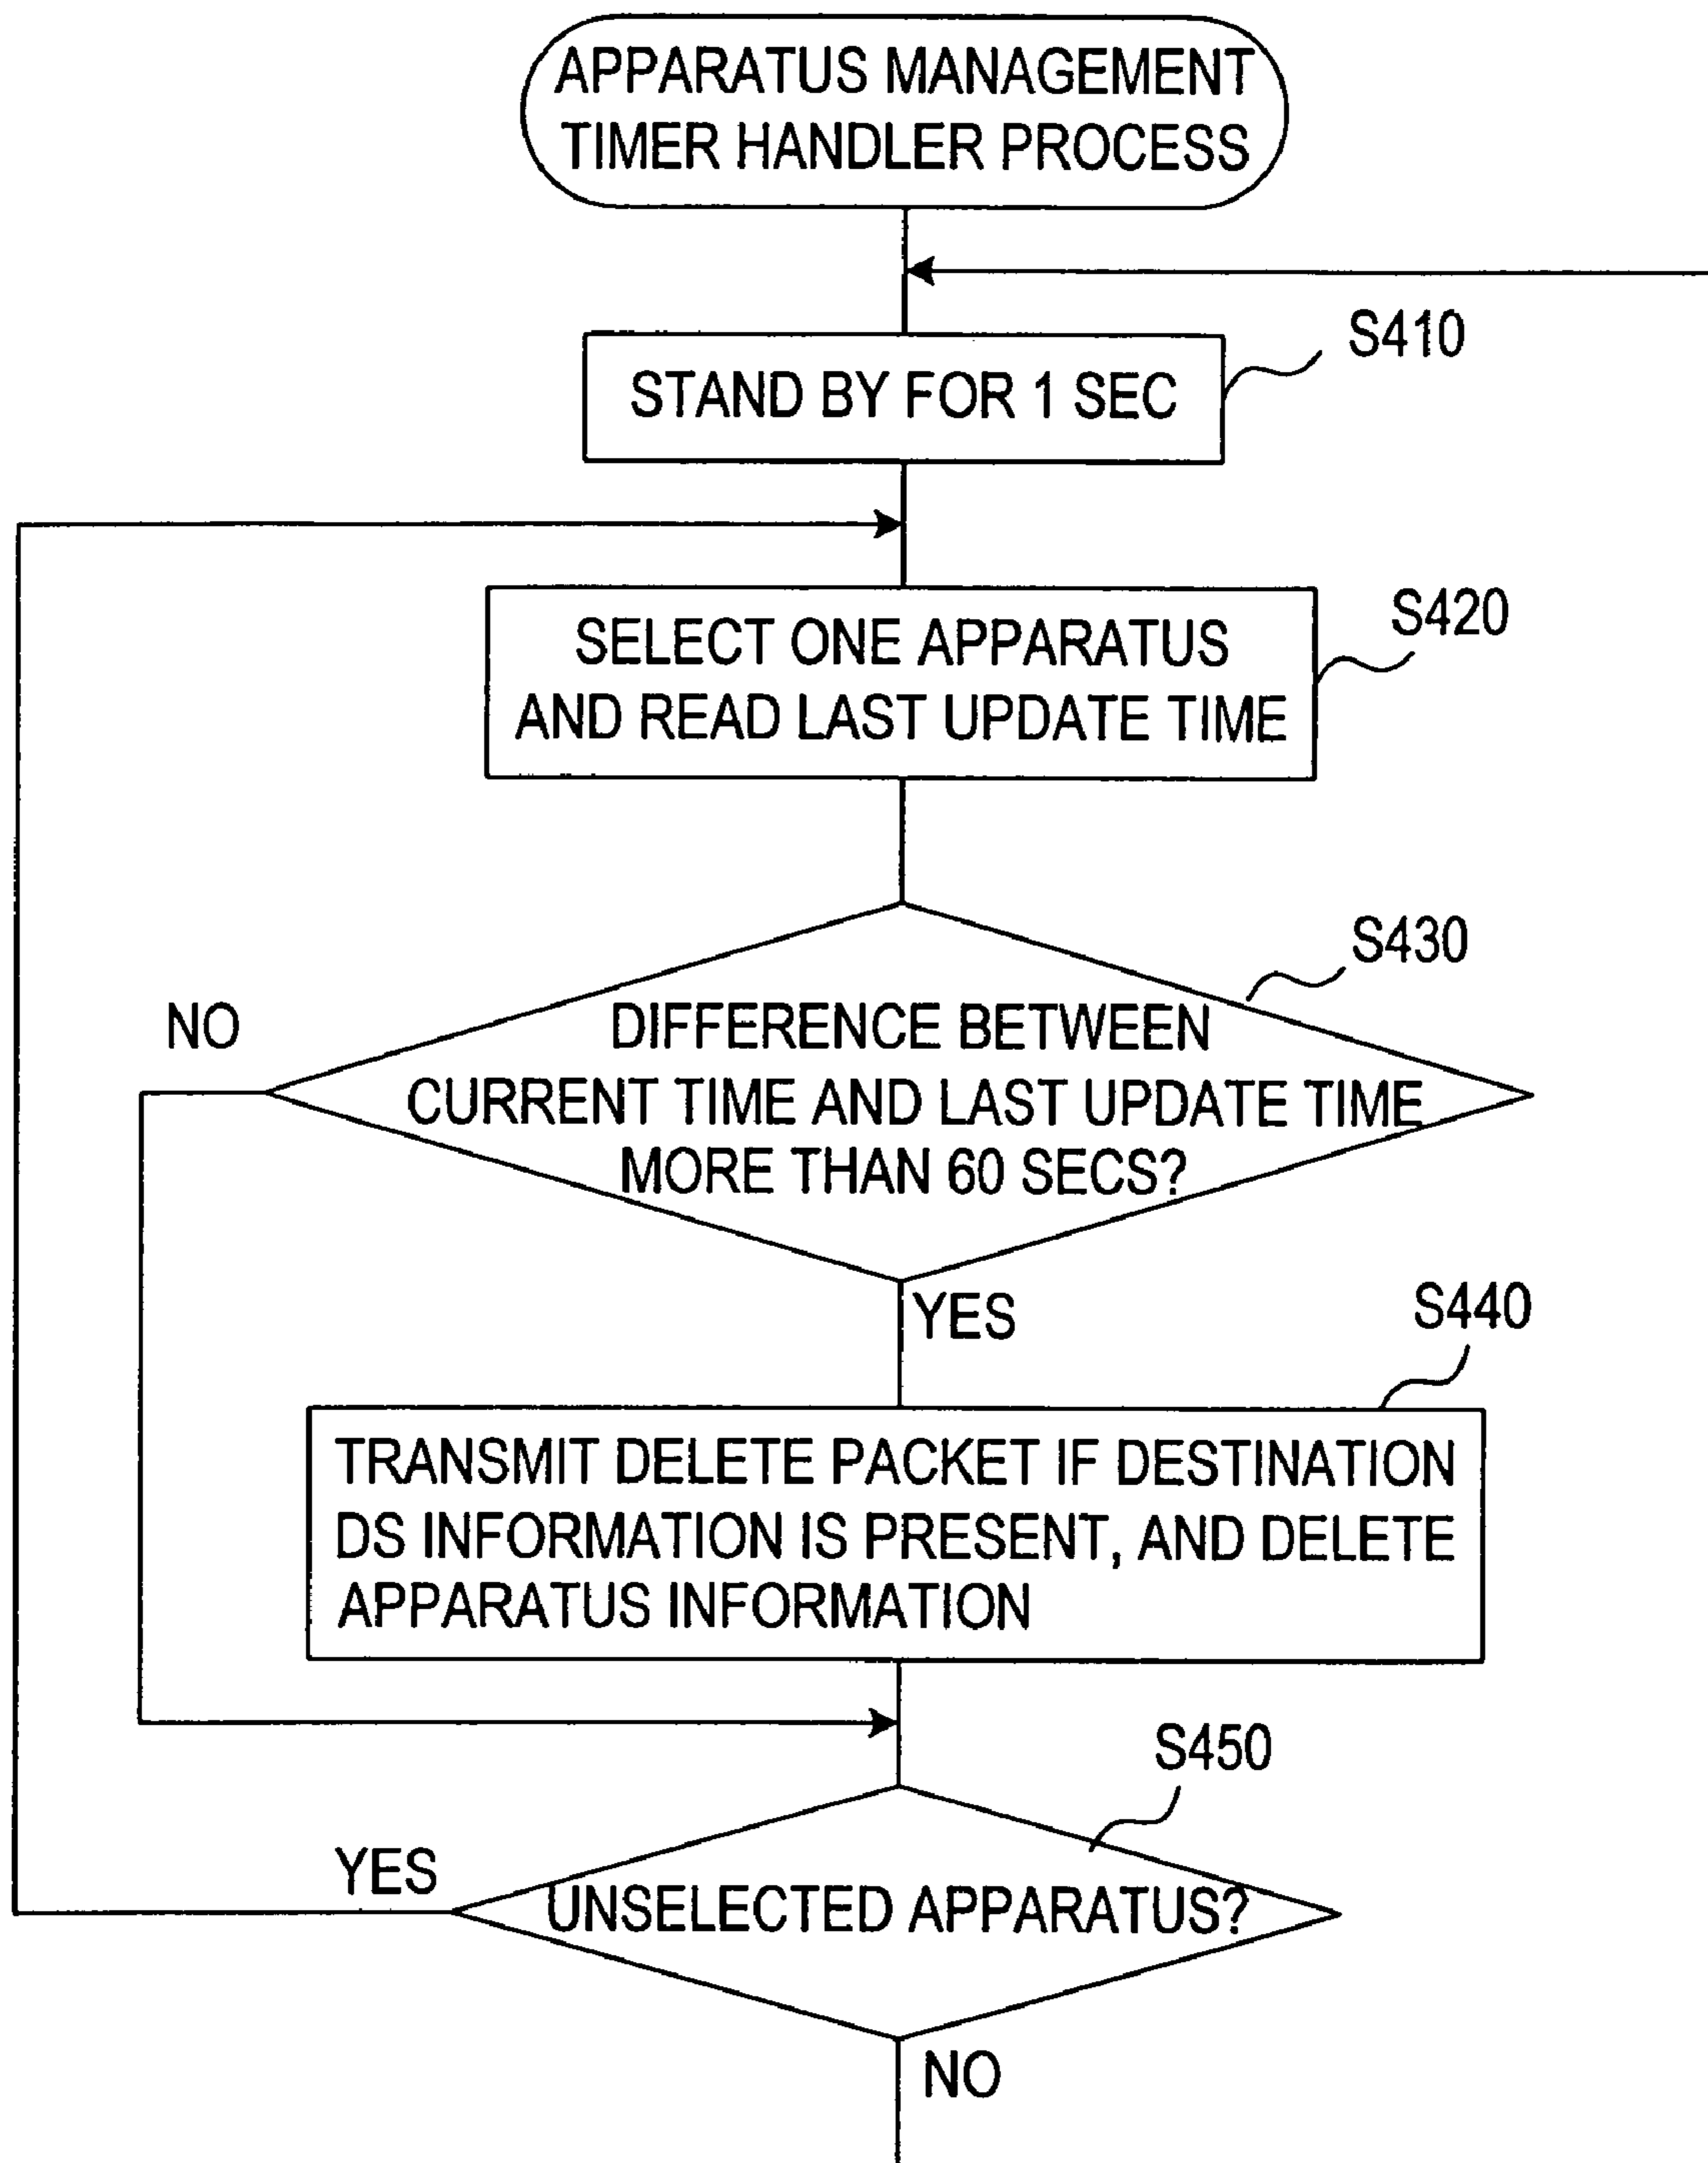 APPARATUS MANAGEMENT
TIMER HANDLER PROCESS
S410
STAND BY FOR 1 SEC
S420
SELECT ONE APPARATUS
AND READ LAST UPDATE TIME
S430
NO
DIFFERENCE BETWEEN
CURRENT TIME AND LAST UPDATE TIME
MORE THAN 60 SECS?
YES
S440
TRANSMIT DELETE PACKET IF DESTINATION
DS INFORMATION IS PRESENT, AND DELETE
APPARATUS INFORMATION
S450
YES
UNSELECTED APPARATUS?
NO